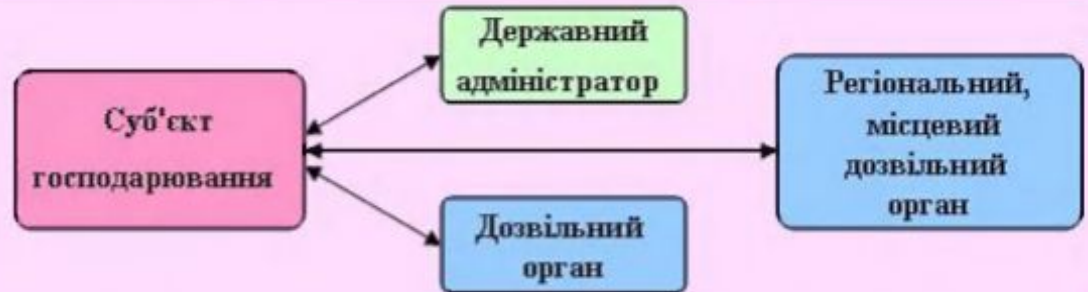 Державний
адміністратор
Суб'єкт
господарювання
Регіональний,
місцевий
дозвільний
орган
Дозвільний
орган